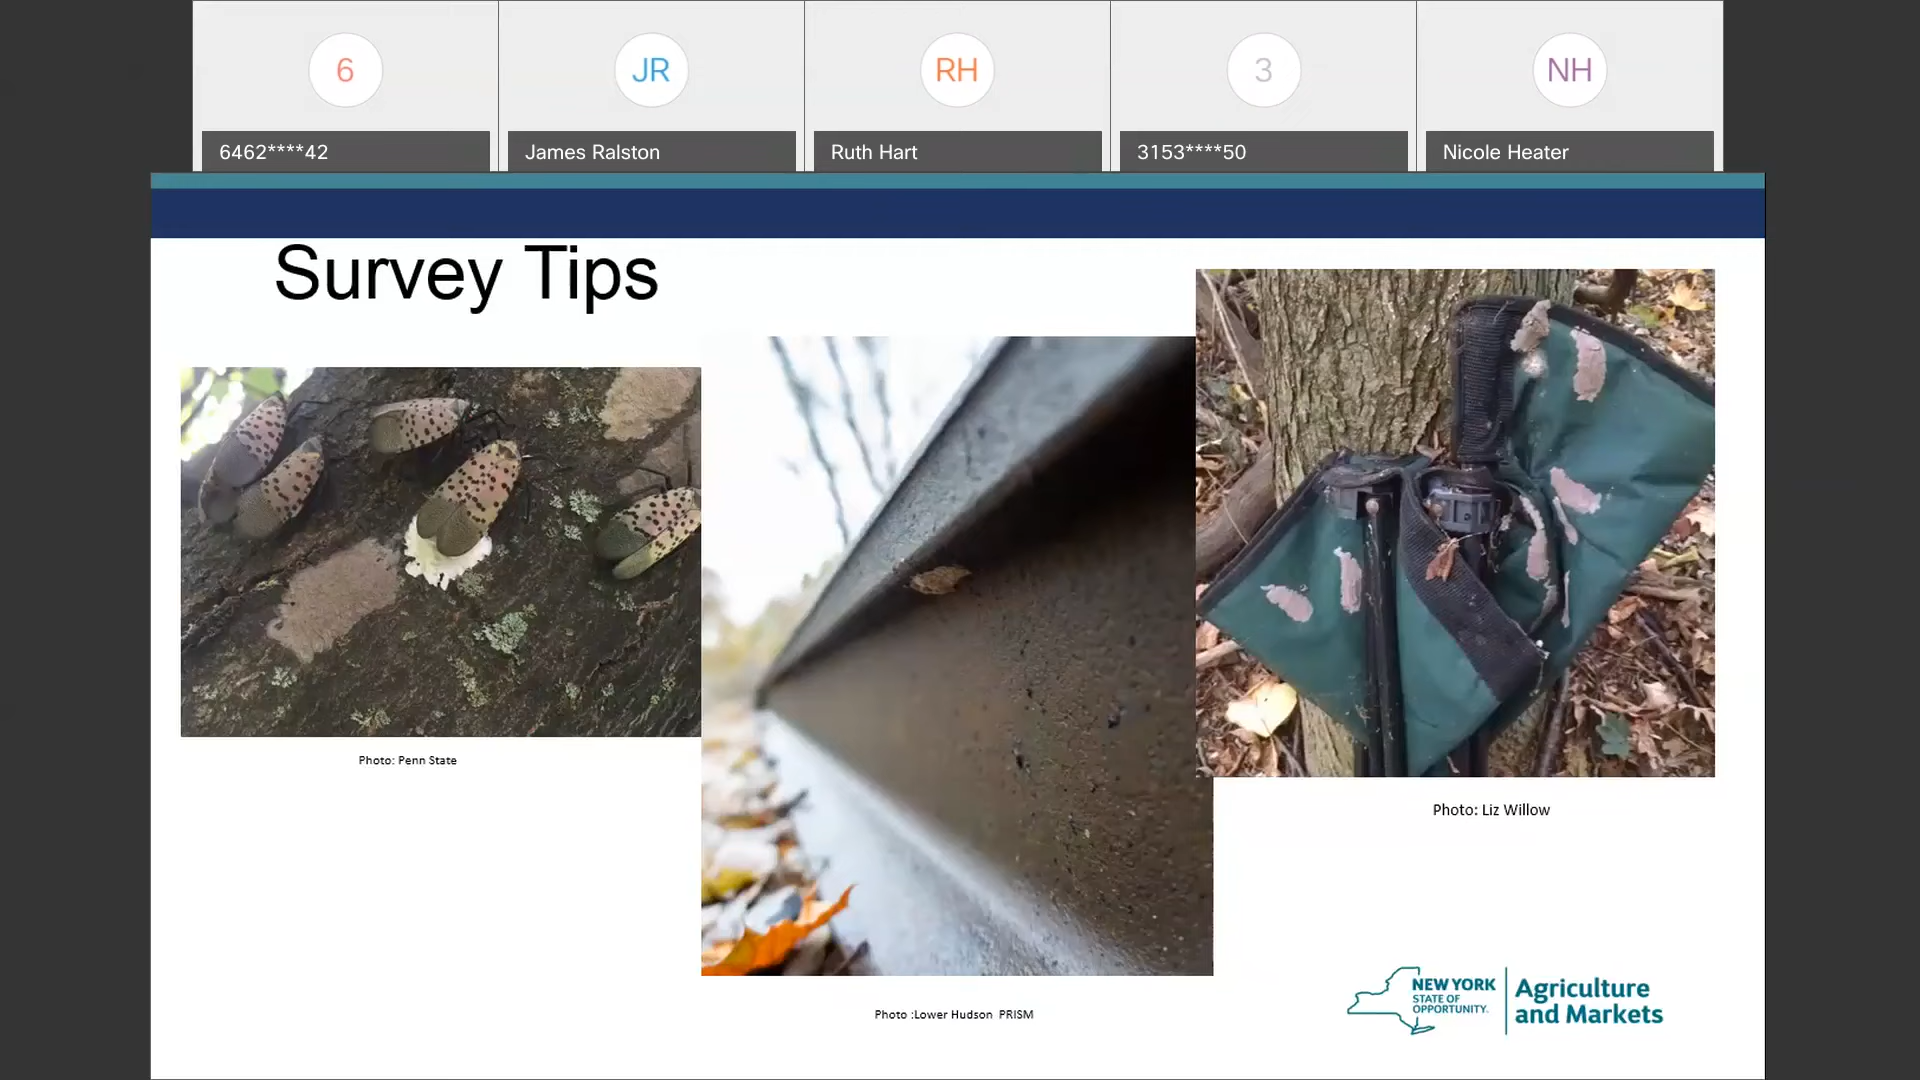 6
JR
RH
3
NH
6462****42
James Ralston
Ruth Hart
3153****50
Nicole Heater
Survey Tips
Photo: Penn State
Photo: Liz Willow
Photo :Lower Hudson PRISM
NEW YORK
STATE OF
OPPORTUNITY.
Agriculture
and Markets